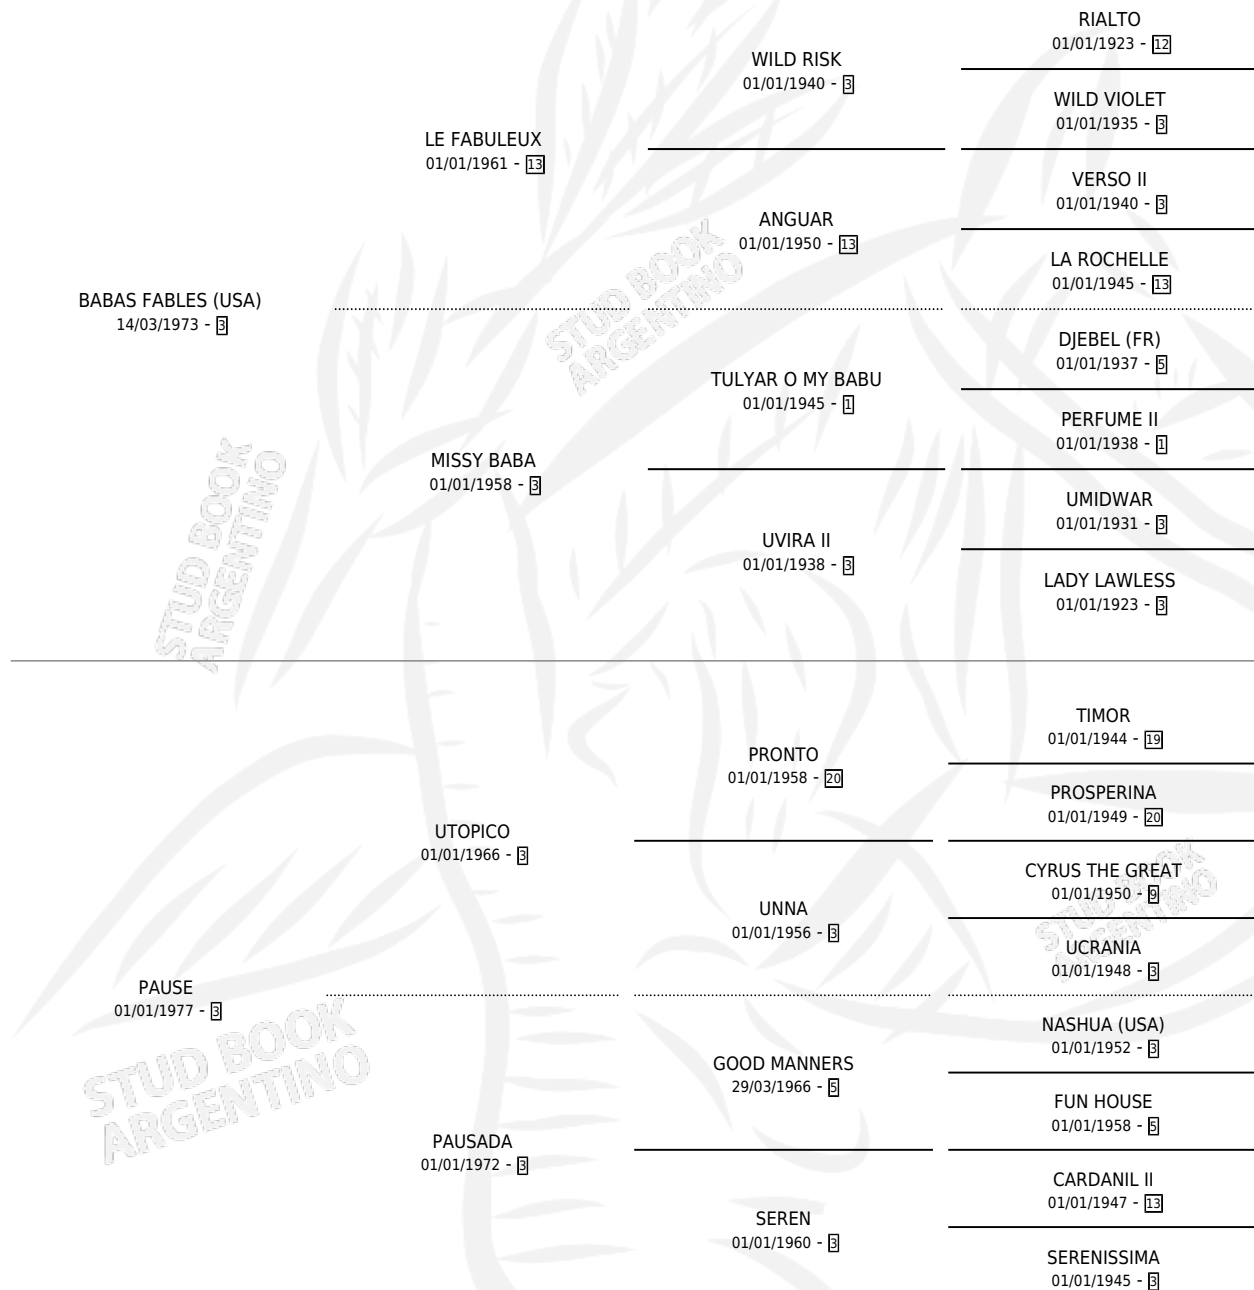 RIALTO
01/01/1923 - 12
WILD RISK
01/01/1940 - 3
WILD VIOLET
01/01/1935 - 3
LE FABULEUX
01/01/1961 - 13
VERSO II
01/01/1940 - 3
ANGUAR
01/01/1950 - 13
LA ROCHELLE
01/01/1945 - 13
BABAS FABLES (USA)
14/03/1973 - 3
DJEBEL (FR)
01/01/1937 - 5
TULYAR O MY BABU
01/01/1945 - 1
PERFUME II
01/01/1938 - 1
MISSY BABA
01/01/1958 - 3
UMIDWAR
01/01/1931 - 3
UVIRA II
01/01/1938 - 3
LADY LAWLESS
01/01/1923 - 3
STUD BOOK
ARGENTINO
STUD BOOK
ARGENTINO
TIMOR
01/01/1944 - 19
PRONTO
01/01/1958 - 20
PROSPERINA
01/01/1949 - 20
UTOPICO
01/01/1966 - 3
CYRUS THE GREAT
01/01/1950 - 9
UNNA
01/01/1956 - 3
UCRANIA
01/01/1948 - 3
STUD BOOK
ARGENTINO
PAUSE
01/01/1977 - 3
NASHUA (USA)
01/01/1952 - 3
GOOD MANNERS
29/03/1966 - 5
FUN HOUSE
01/01/1958 - 5
STUD BOOK
ARGENTINO
PAUSADA
01/01/1972 - 3
CARDANIL II
01/01/1947 - 13
SEREN
01/01/1960 - 3
SERENISSIMA
01/01/1945 - 3